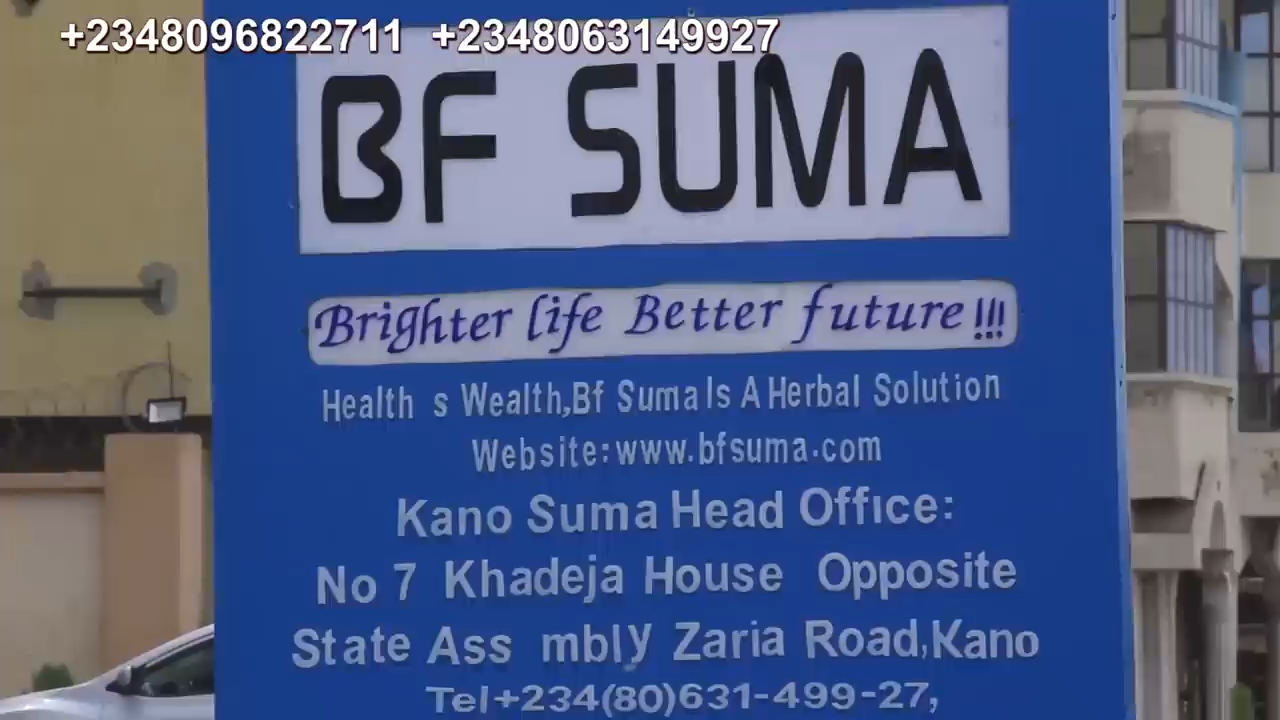 +2348096822711 +2348063149927
BF SUMA
Brighter life Better future!!!
Health s Wealth,Bf Suma Is A Herbal Solution
Website:www.bfsuma.com
Kano Suma Head Office:
No 7 Khadeja House Opposite
State Ass mbly Zaria Road,Kano
Tel+234(80)631-499-27,